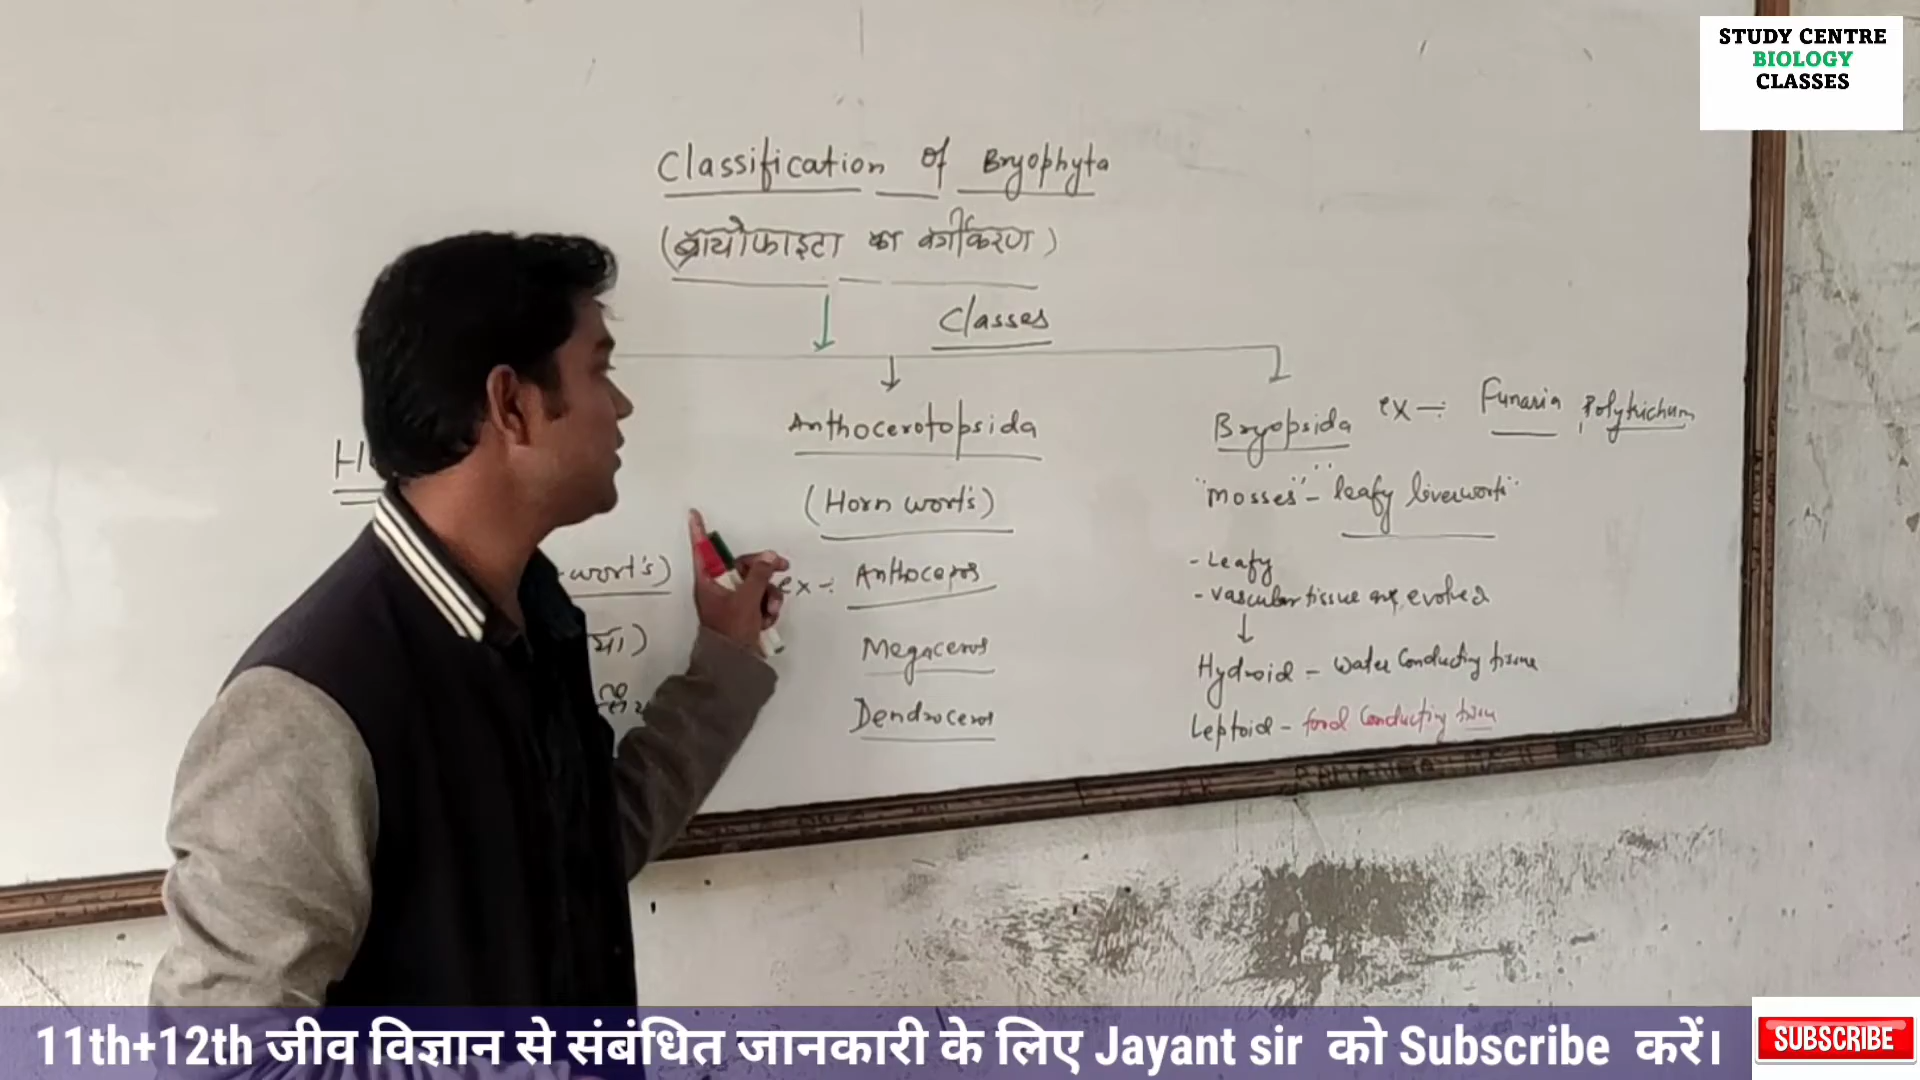 STUDY CENTRE
BIOLOGY
CLASSES
Classification of Bryophyta
(ब्रायोफाइटा का वर्गीकरण)
Classes
Anthocerotopsida
(Horn wort's)
ex - Anthoceros
Megaceros
Dendroceros
Bryopsida ex - Funaria, Polytrichum
"Mosses" - leafy liverworts"
- Leafy
- vascular tissue are evolved
Hydroid - water conducting tissue
Leptoid - food conducting tissue
H
-wort's)
11th+12th जीव विज्ञान से संबंधित जानकारी के लिए Jayant sir को Subscribe करें।
SUBSCRIBE